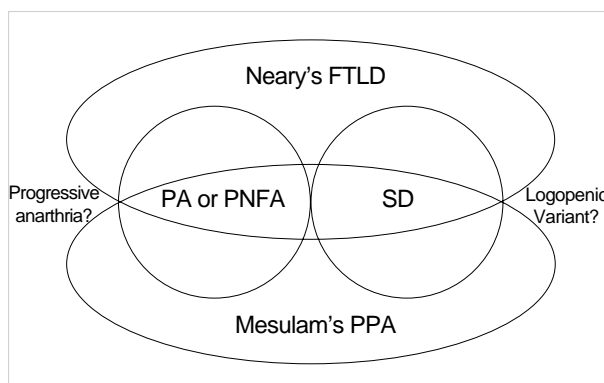 Neary's FTLD
Progressive
anarthria?
PA or PNFA
SD
Logopenic
Variant?
Mesulam's PPA